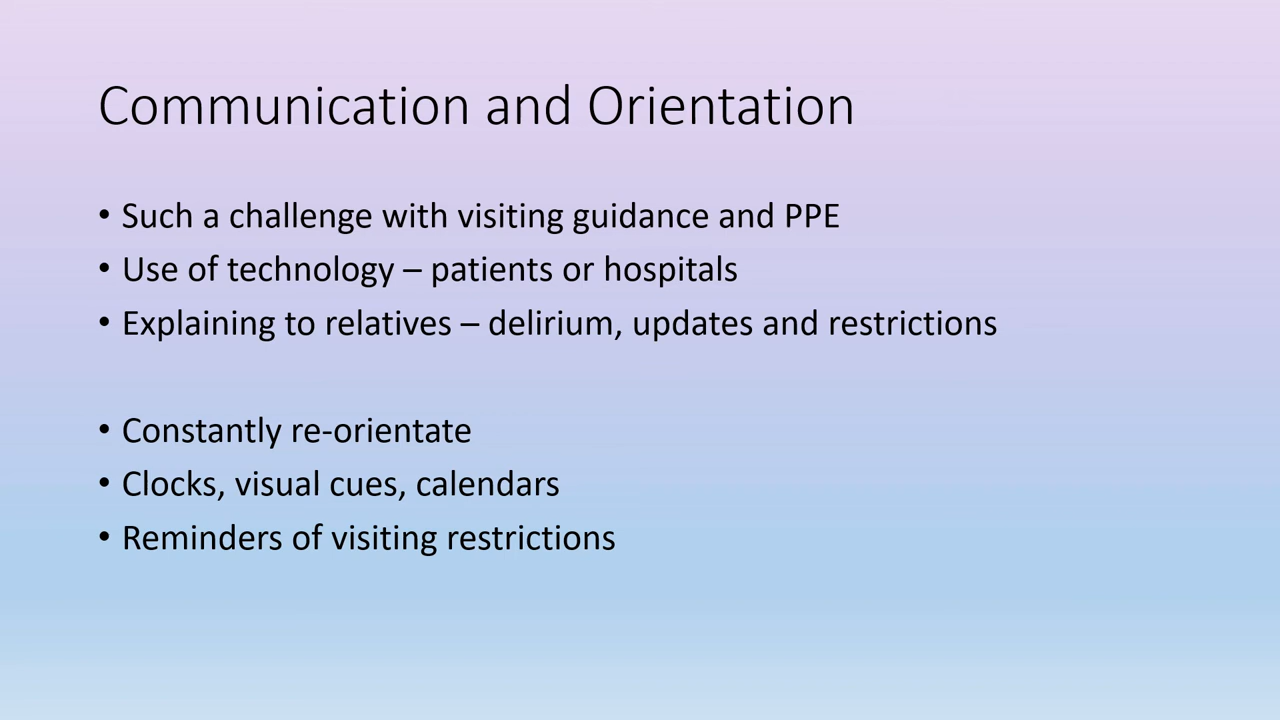 Communication and Orientation
• Such a challenge with visiting guidance and PPE
• Use of technology – patients or hospitals
• Explaining to relatives – delirium, updates and restrictions
• Constantly re-orientate
• Clocks, visual cues, calendars
• Reminders of visiting restrictions